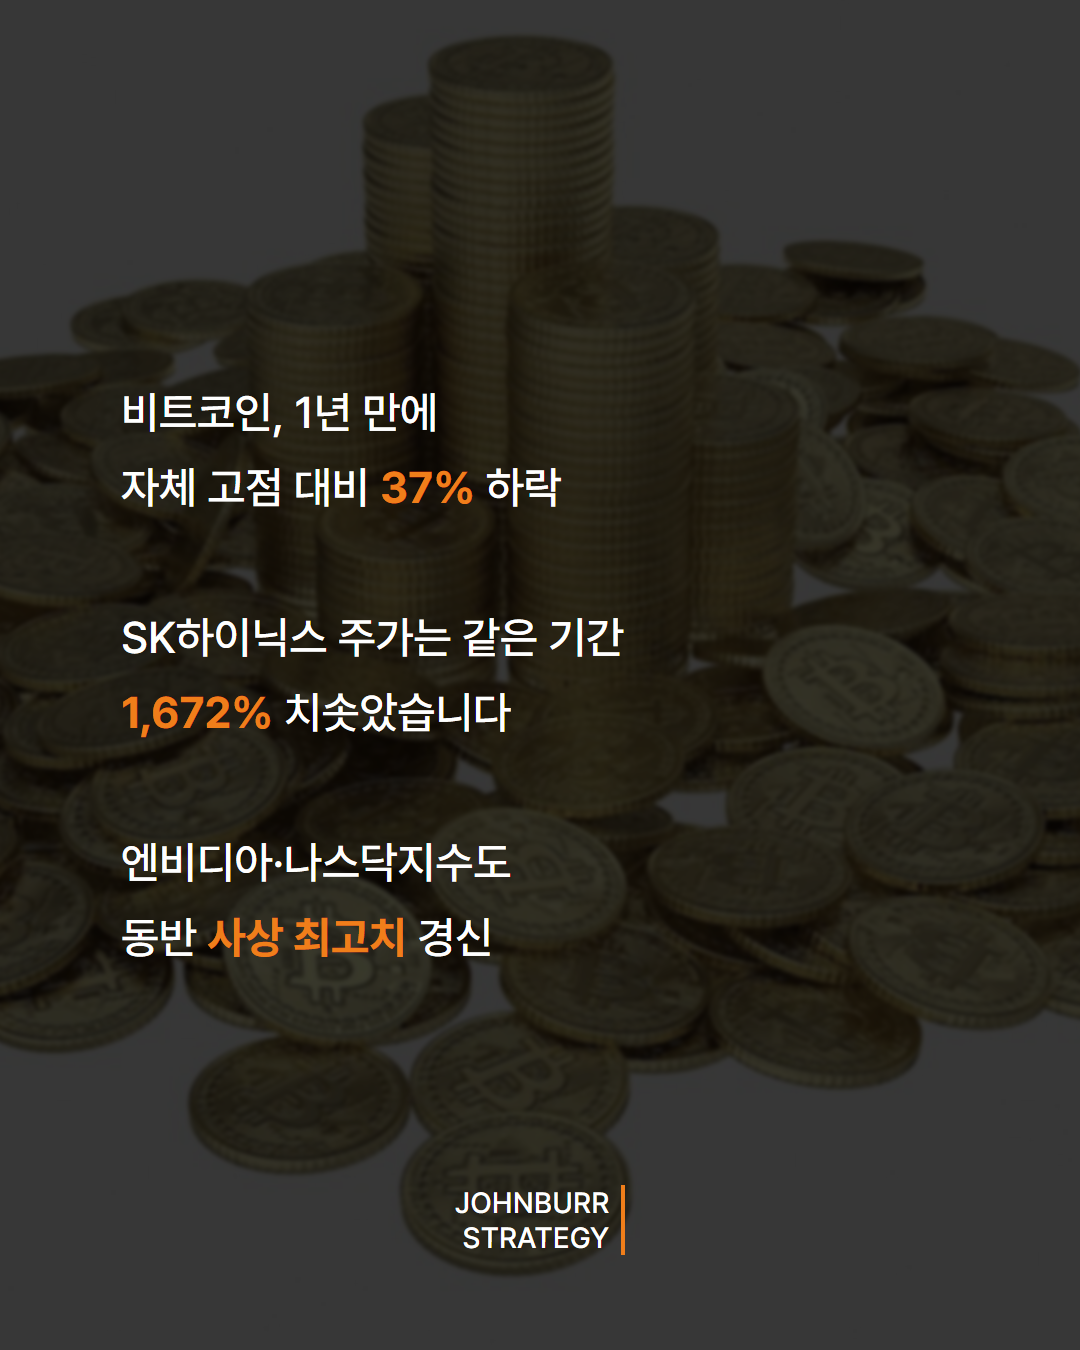 비트코인, 1년 만에
자체 고점 대비 37% 하락
SK하이닉스 주가는 같은 기간
1,672% 치솟았습니다
엔비디아·나스닥지수도
동반 사상 최고치 경신
JOHNBURR
STRATEGY